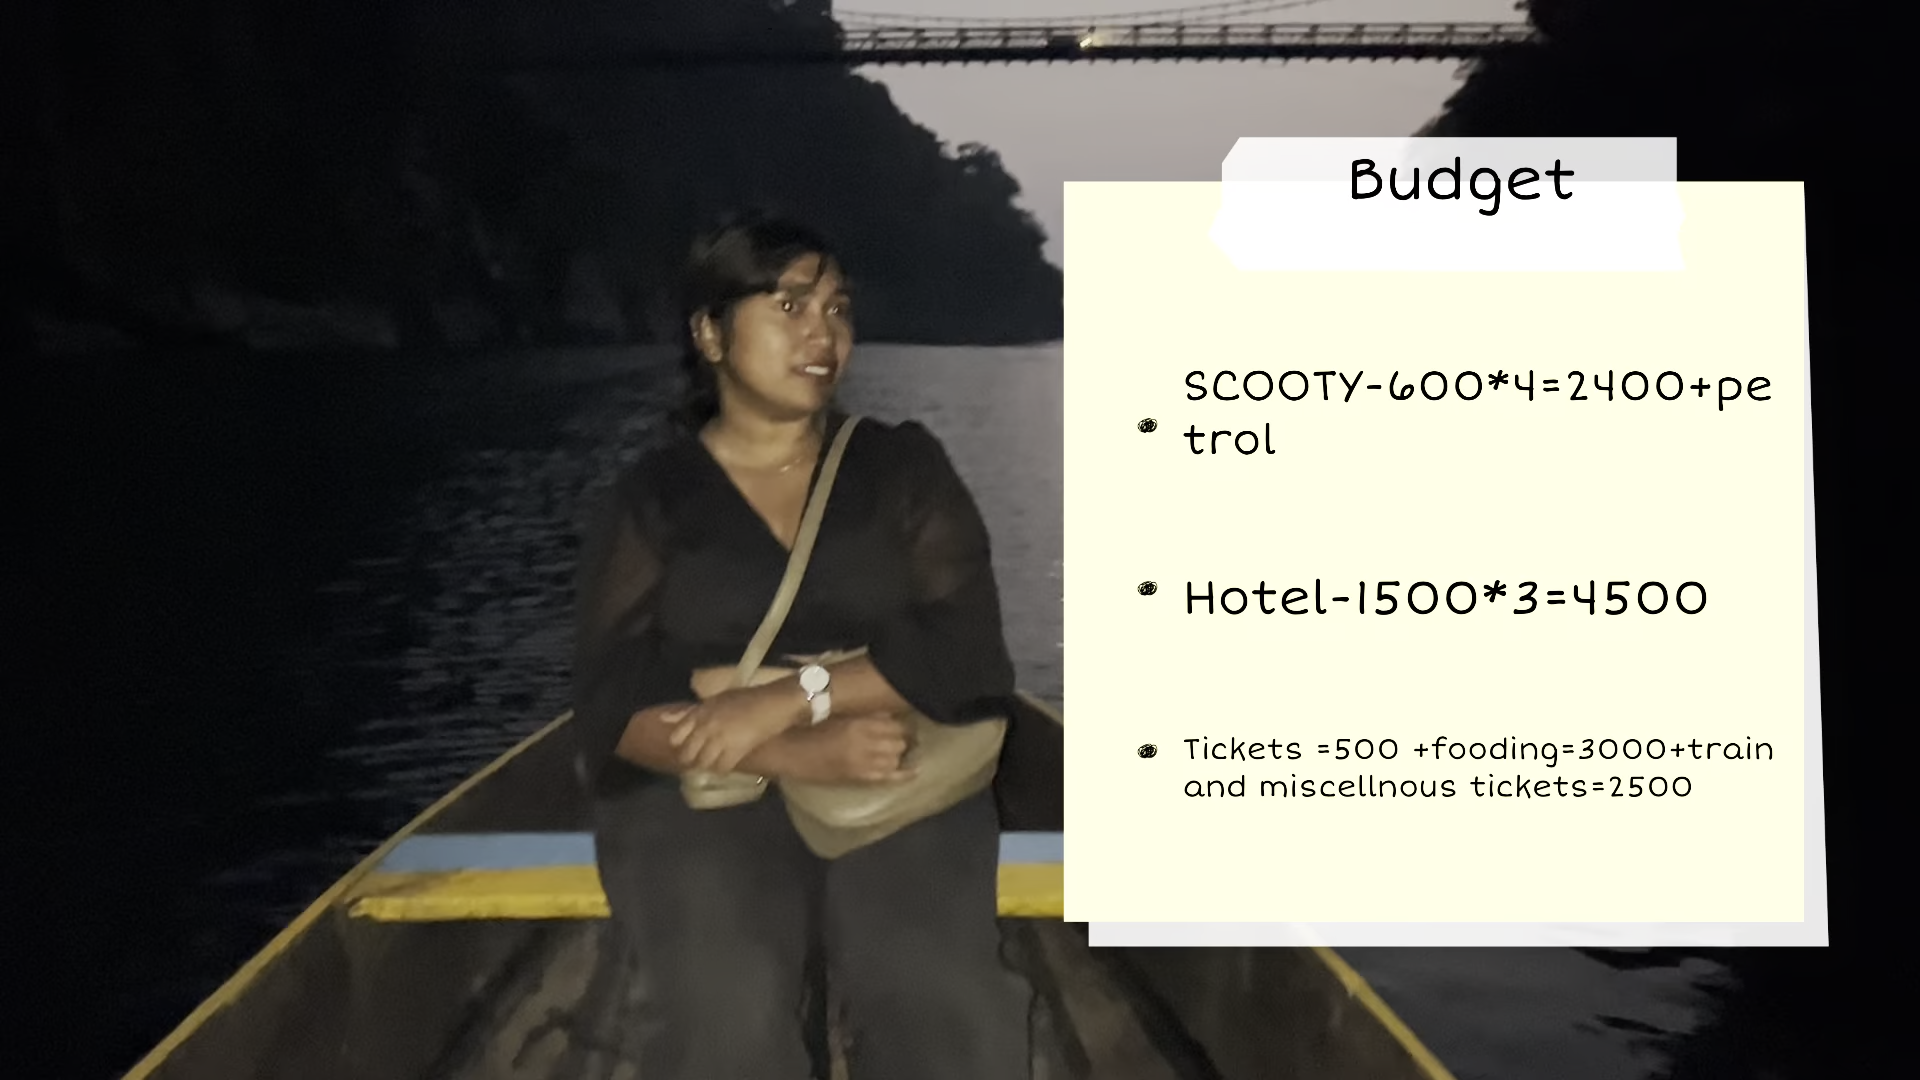 Budget
SCOOTY-600*4=2400+pe
trol
Hotel-1500*3=4500
Tickets =500 +fooding=3000+train
and miscellnous tickets=2500